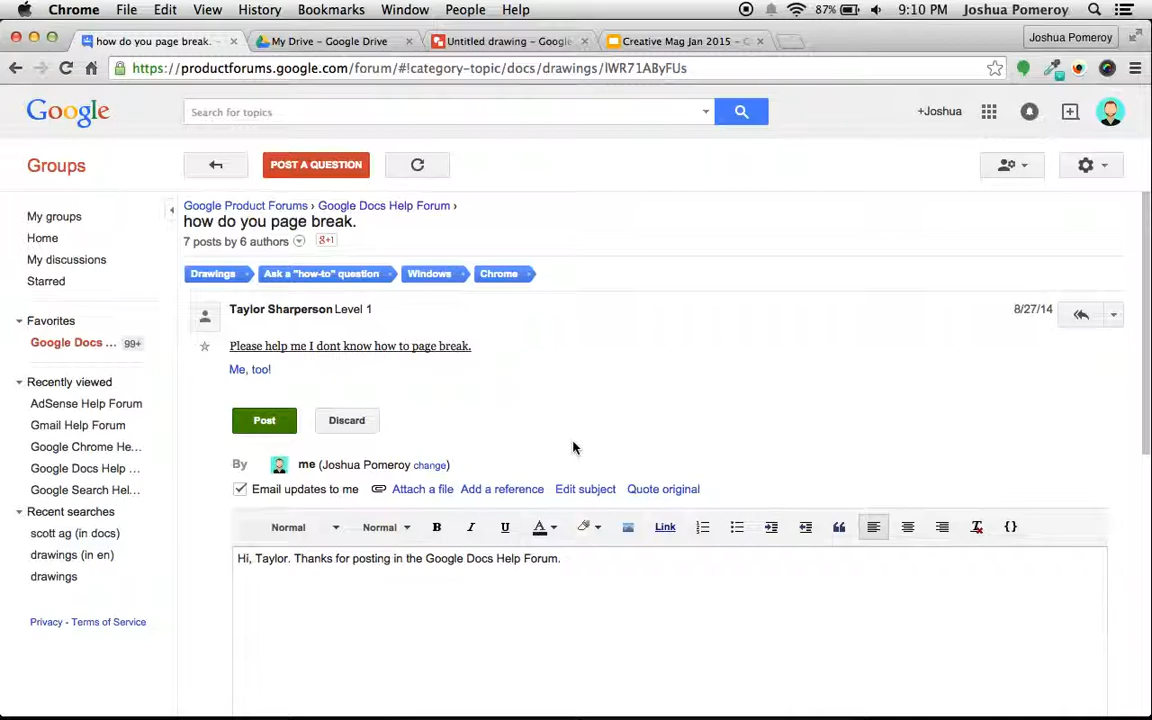 Chrome File Edit View History Bookmarks Window People Help 87% 9:10 PM Joshua Pomeroy
how do you page break. My Drive - Google Drive Untitled drawing - Google Creative Mag Jan 2015 - Joshua Pomeroy
https://productforums.google.com/forum/#!category-topic/docs/drawings/lWR71AByFUs
Google Search for topics +Joshua
Groups POST A QUESTION
Google Product Forums › Google Docs Help Forum ›
how do you page break.
7 posts by 6 authors g+1
Drawings Ask a "how-to" question Windows Chrome
My groups
Home
My discussions
Starred
Favorites
Google Docs ... 99+
Recently viewed
AdSense Help Forum
Gmail Help Forum
Google Chrome He...
Google Docs Help ...
Google Search Hel...
Recent searches
scott ag (in docs)
drawings (in en)
drawings
Privacy - Terms of Service
Taylor Sharperson Level 1 8/27/14
Please help me I dont know how to page break.
Me, too!
Post Discard
By me (Joshua Pomeroy change)
Email updates to me Attach a file Add a reference Edit subject Quote original
Normal Normal B I U A Link {}
Hi, Taylor. Thanks for posting in the Google Docs Help Forum.